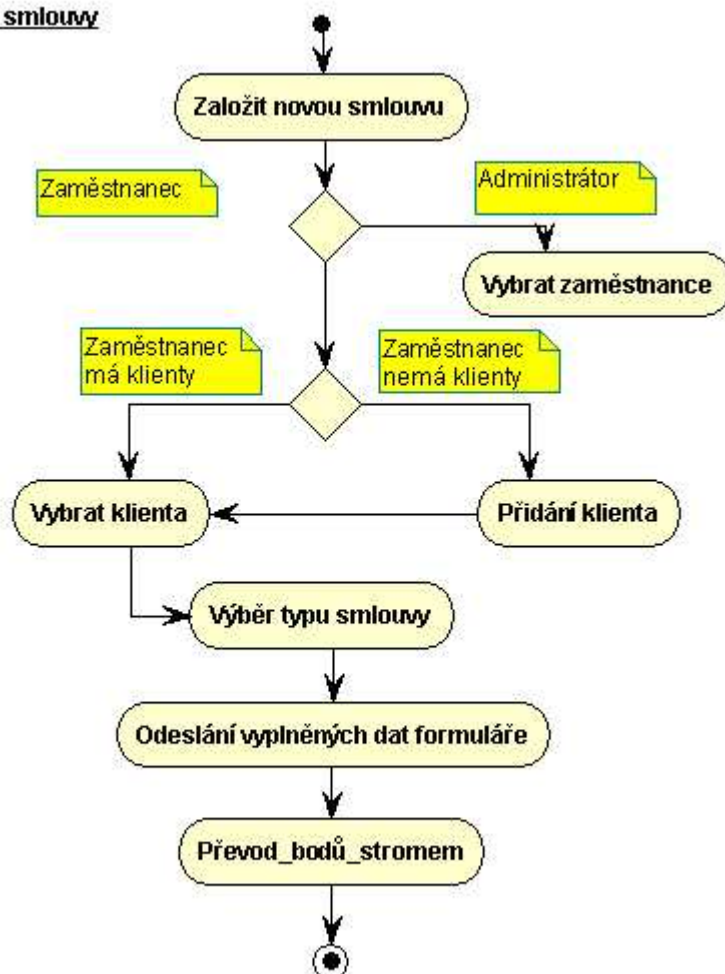 smlouvy
Založit novou smlouvu
Zaměstnanec
Administrátor
Vybrat zaměstnance
Zaměstnanec
má klienty
Zaměstnanec
nemá klienty
Vybrat klienta
Přidání klienta
Výběr typu smlouvy
Odeslání vyplněných dat formuláře
Převod_bodů_stromem